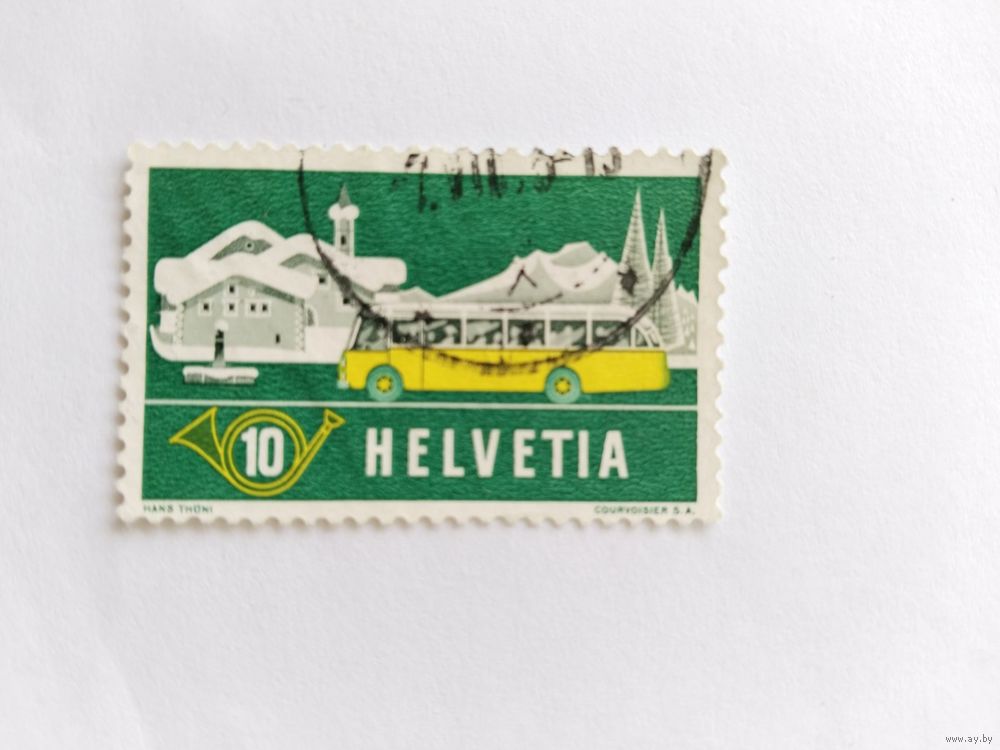 10 HELVETIA
HANS THÖNI COURVOISIER S.A.
www.ay.by